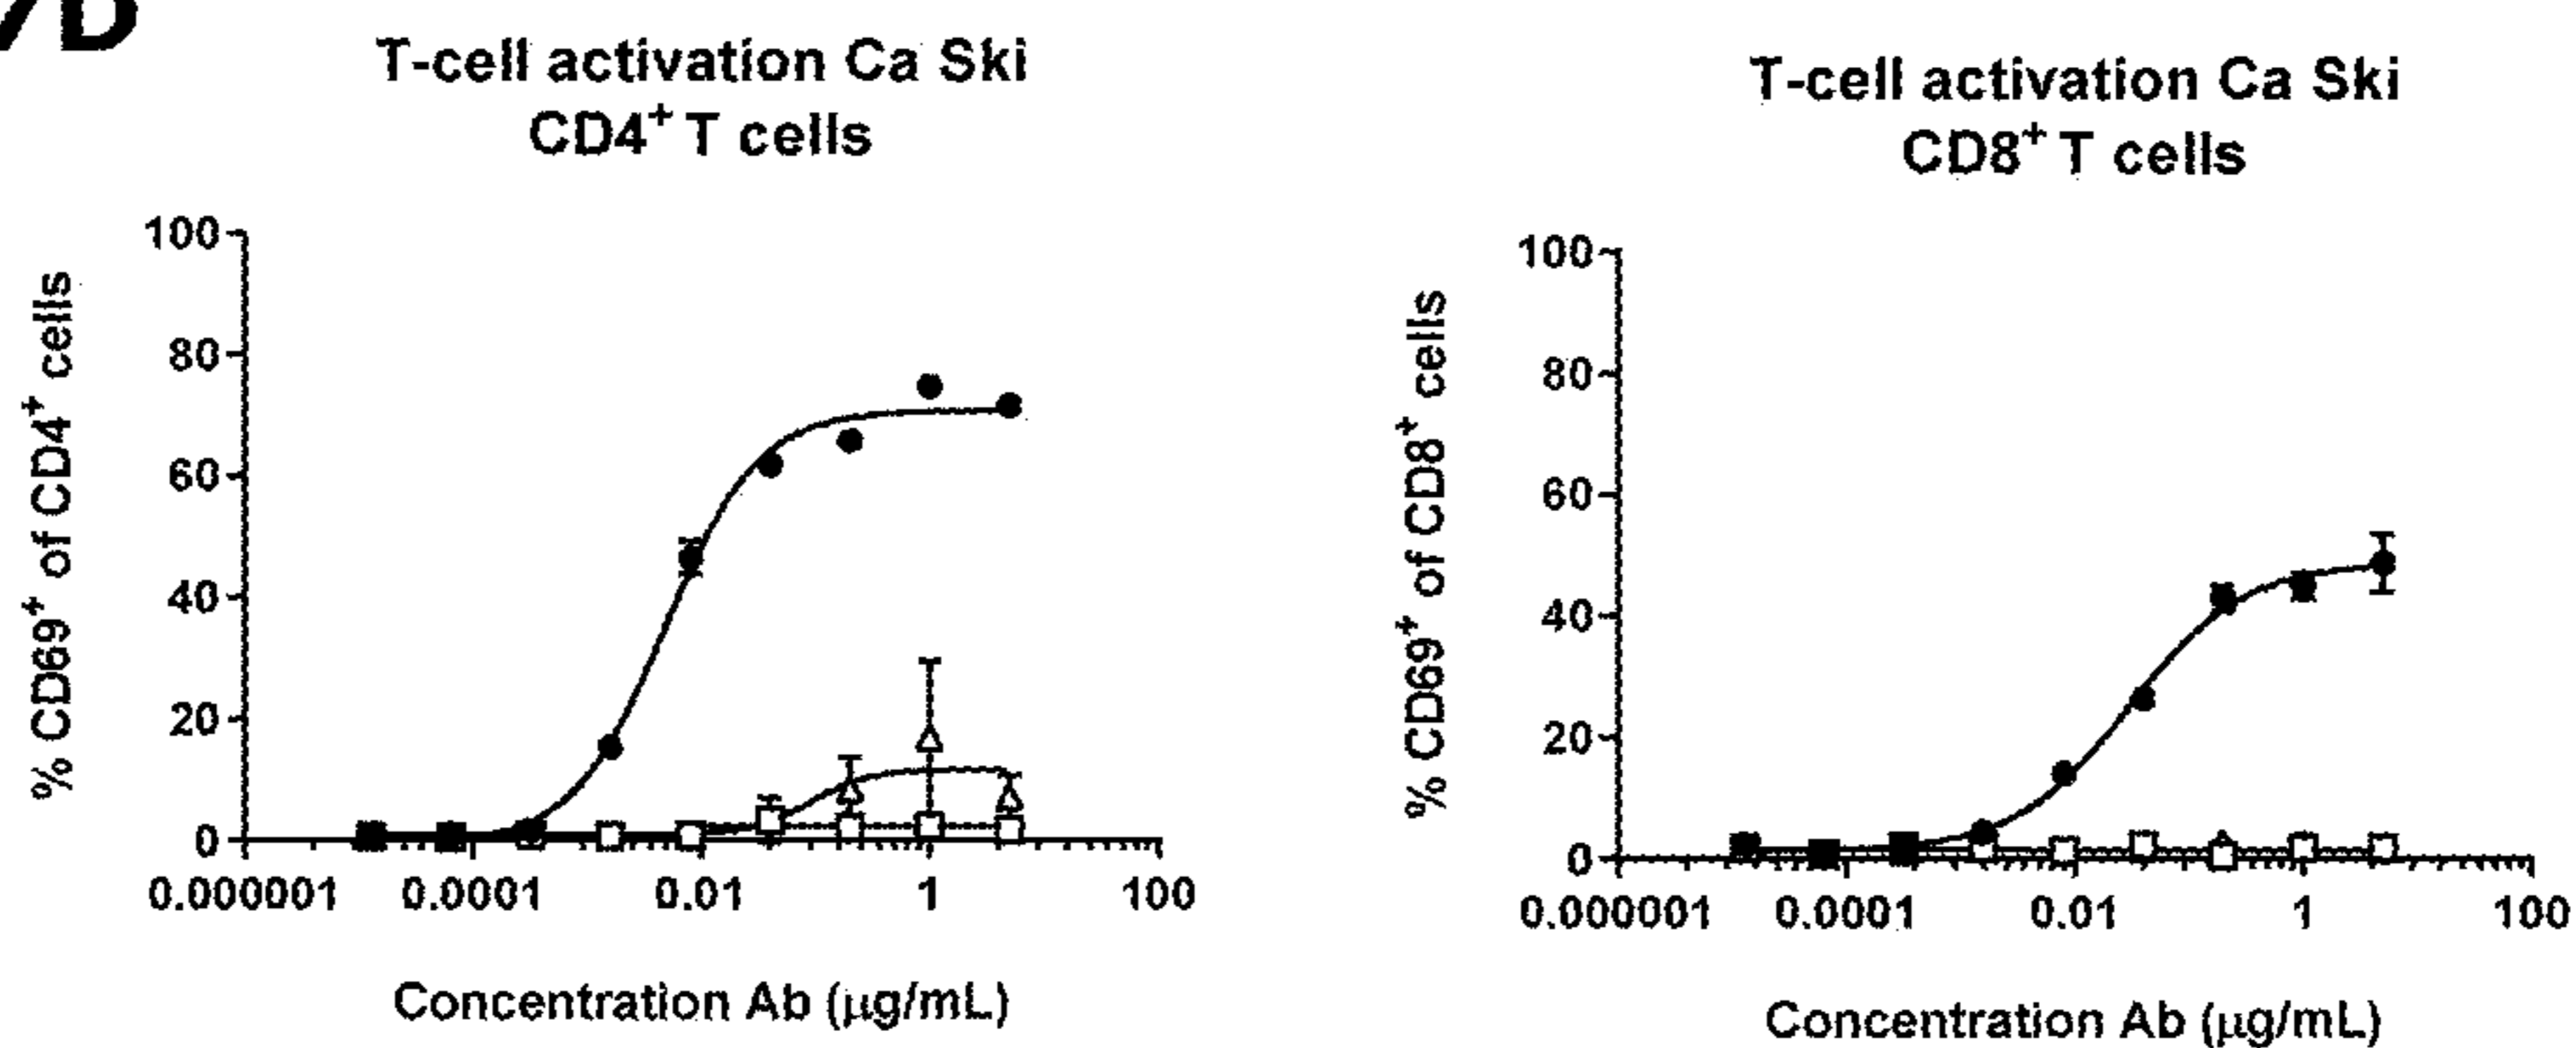 7D
T-cell activation Ca Ski
CD4⁺ T cells
% CD69⁺ of CD4⁺ cells
100
80
60
40
20
0
0.000001 0.0001 0.01 1 100
Concentration Ab (µg/mL)
T-cell activation Ca Ski
CD8⁺ T cells
% CD69⁺ of CD8⁺ cells
100
80
60
40
20
0
0.000001 0.0001 0.01 1 100
Concentration Ab (µg/mL)